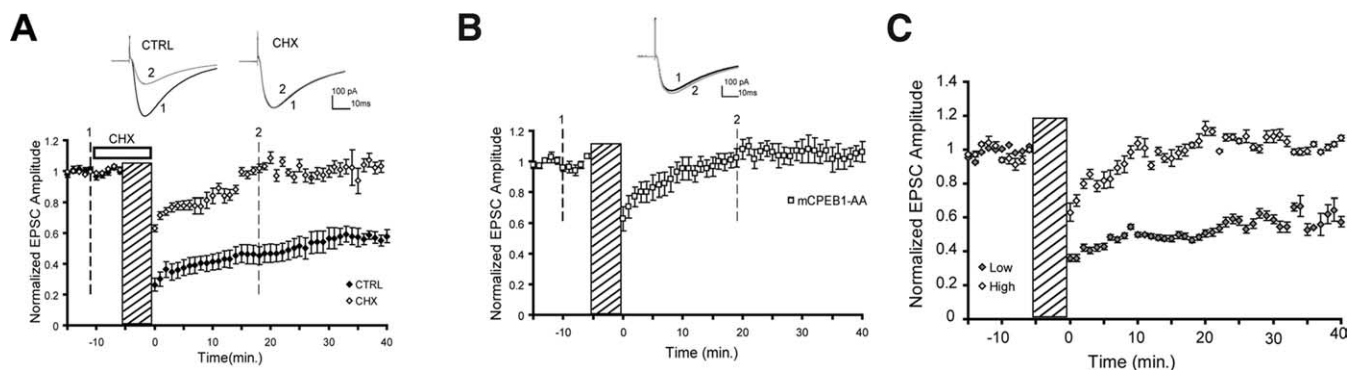 A
CTRL
2
1
CHX
2
1
100 pA
10ms
1
CHX
2
1.2
1
0.8
0.6
0.4
0.2
0
Normalized EPSC Amplitude
CTRL
CHX
-10
0
10
20
30
40
Time(min.)
B
1
2
100 pA
10ms
1
2
1.2
1
0.8
0.6
0.4
0.2
0
Normalized EPSC Amplitude
mCPEB1-AA
-10
0
10
20
30
40
Time (min.)
C
1.4
1.2
1
0.8
0.6
0.4
0.2
0
Normalized EPSC Amplitude
Low
High
-10
0
10
20
30
40
Time (min.)